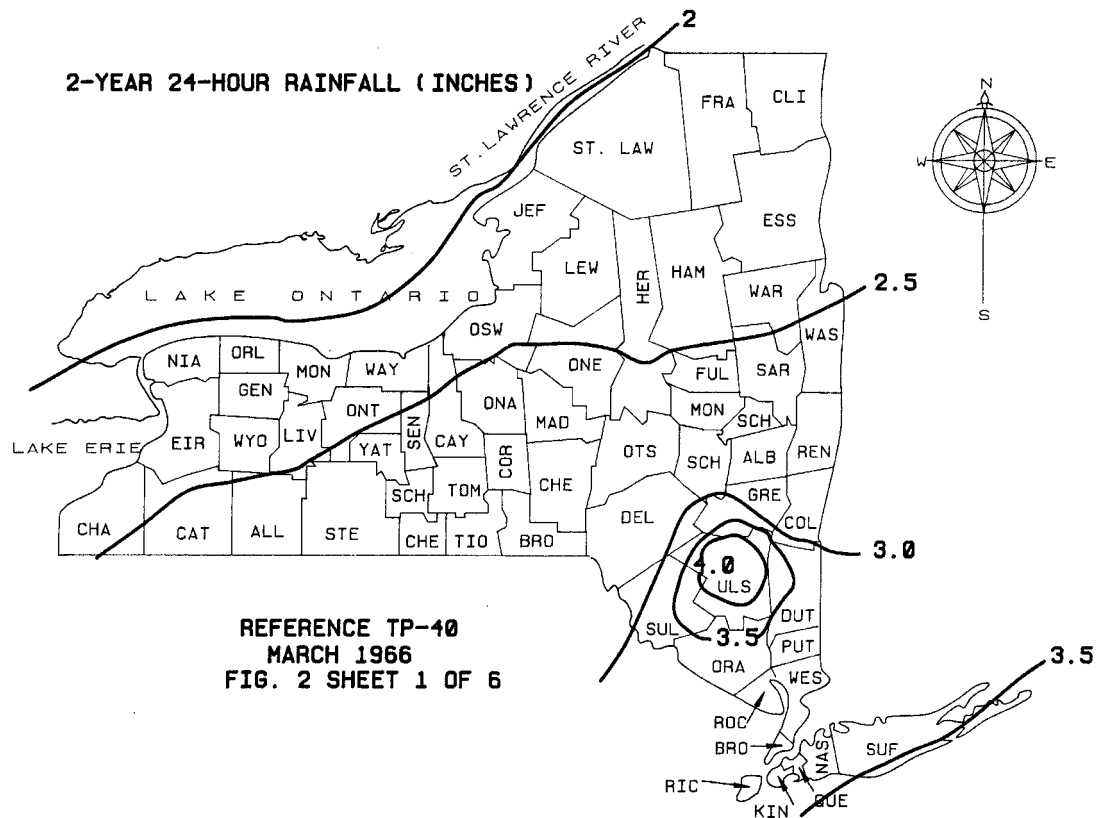 2
2-YEAR 24-HOUR RAINFALL (INCHES)
ST. LAWRENCE RIVER
FRA
CLI
N
W
E
S
ST. LAW
JEF
ESS
LEW
HER
HAM
LAKE ONTARIO
WAR
2.5
OSW
WAS
NIA
ORL
MON
WAY
ONE
FUL
SAR
GEN
ONT
ONA
MAD
MON
SCH
LAKE ERIE
EIR
WYO
LIV
YAT
SEN
CAY
COR
OTS
SCH
ALB
REN
SCH
TOM
CHE
GRE
CHA
CAT
ALL
STE
CHE
TIO
BRO
DEL
COL
3.0
4.0
ULS
DUT
SUL
3.5
PUT
ORA
WES
REFERENCE TP-40
MARCH 1966
FIG. 2 SHEET 1 OF 6
3.5
ROC
BRO
NAS
SUF
RIC
KIN
QUE